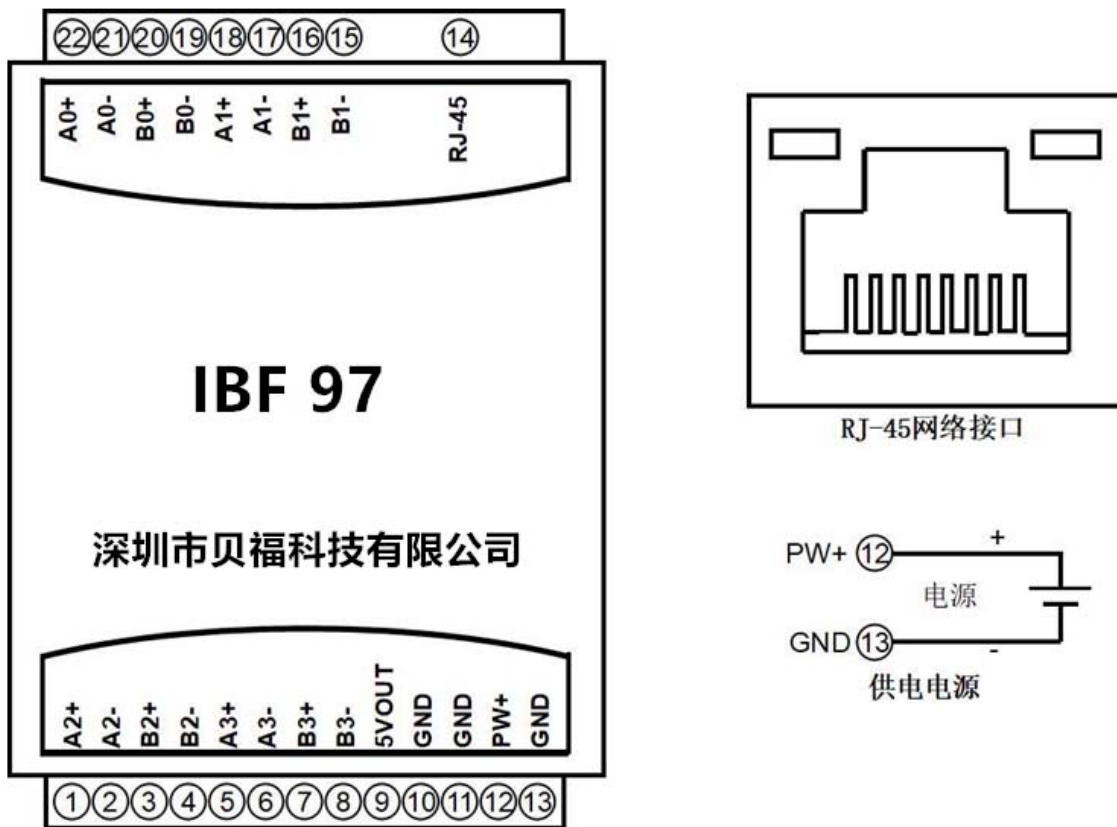 22 21 20 19 18 17 16 15 14
A0+ A0- B0+ B0- A1+ A1- B1+ B1- RJ-45
IBF 97
深圳市贝福科技有限公司
A2+ A2- B2+ B2- A3+ A3- B3+ B3- 5VOUT GND GND PW+ GND
1 2 3 4 5 6 7 8 9 10 11 12 13
RJ-45网络接口
PW+ 12 +
电源
GND 13 -
供电电源